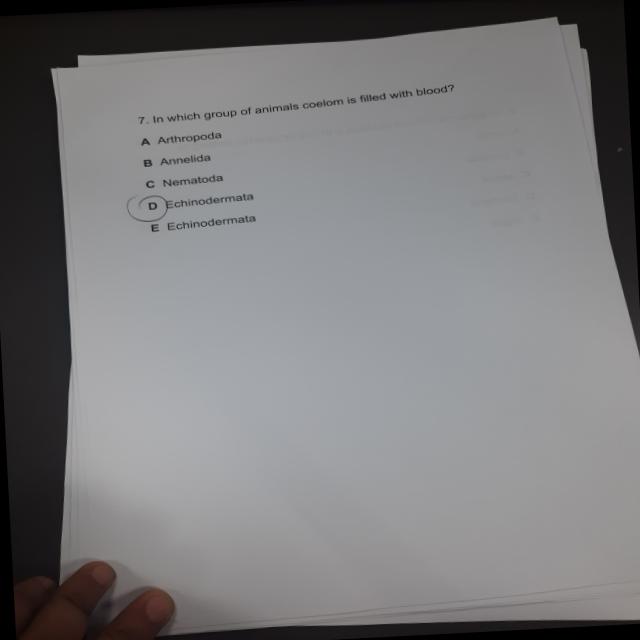 7. In which group of animals coelom is filled with blood?
A Arthropoda
B Annelida
C Nematoda
D Echinodermata
E Echinodermata